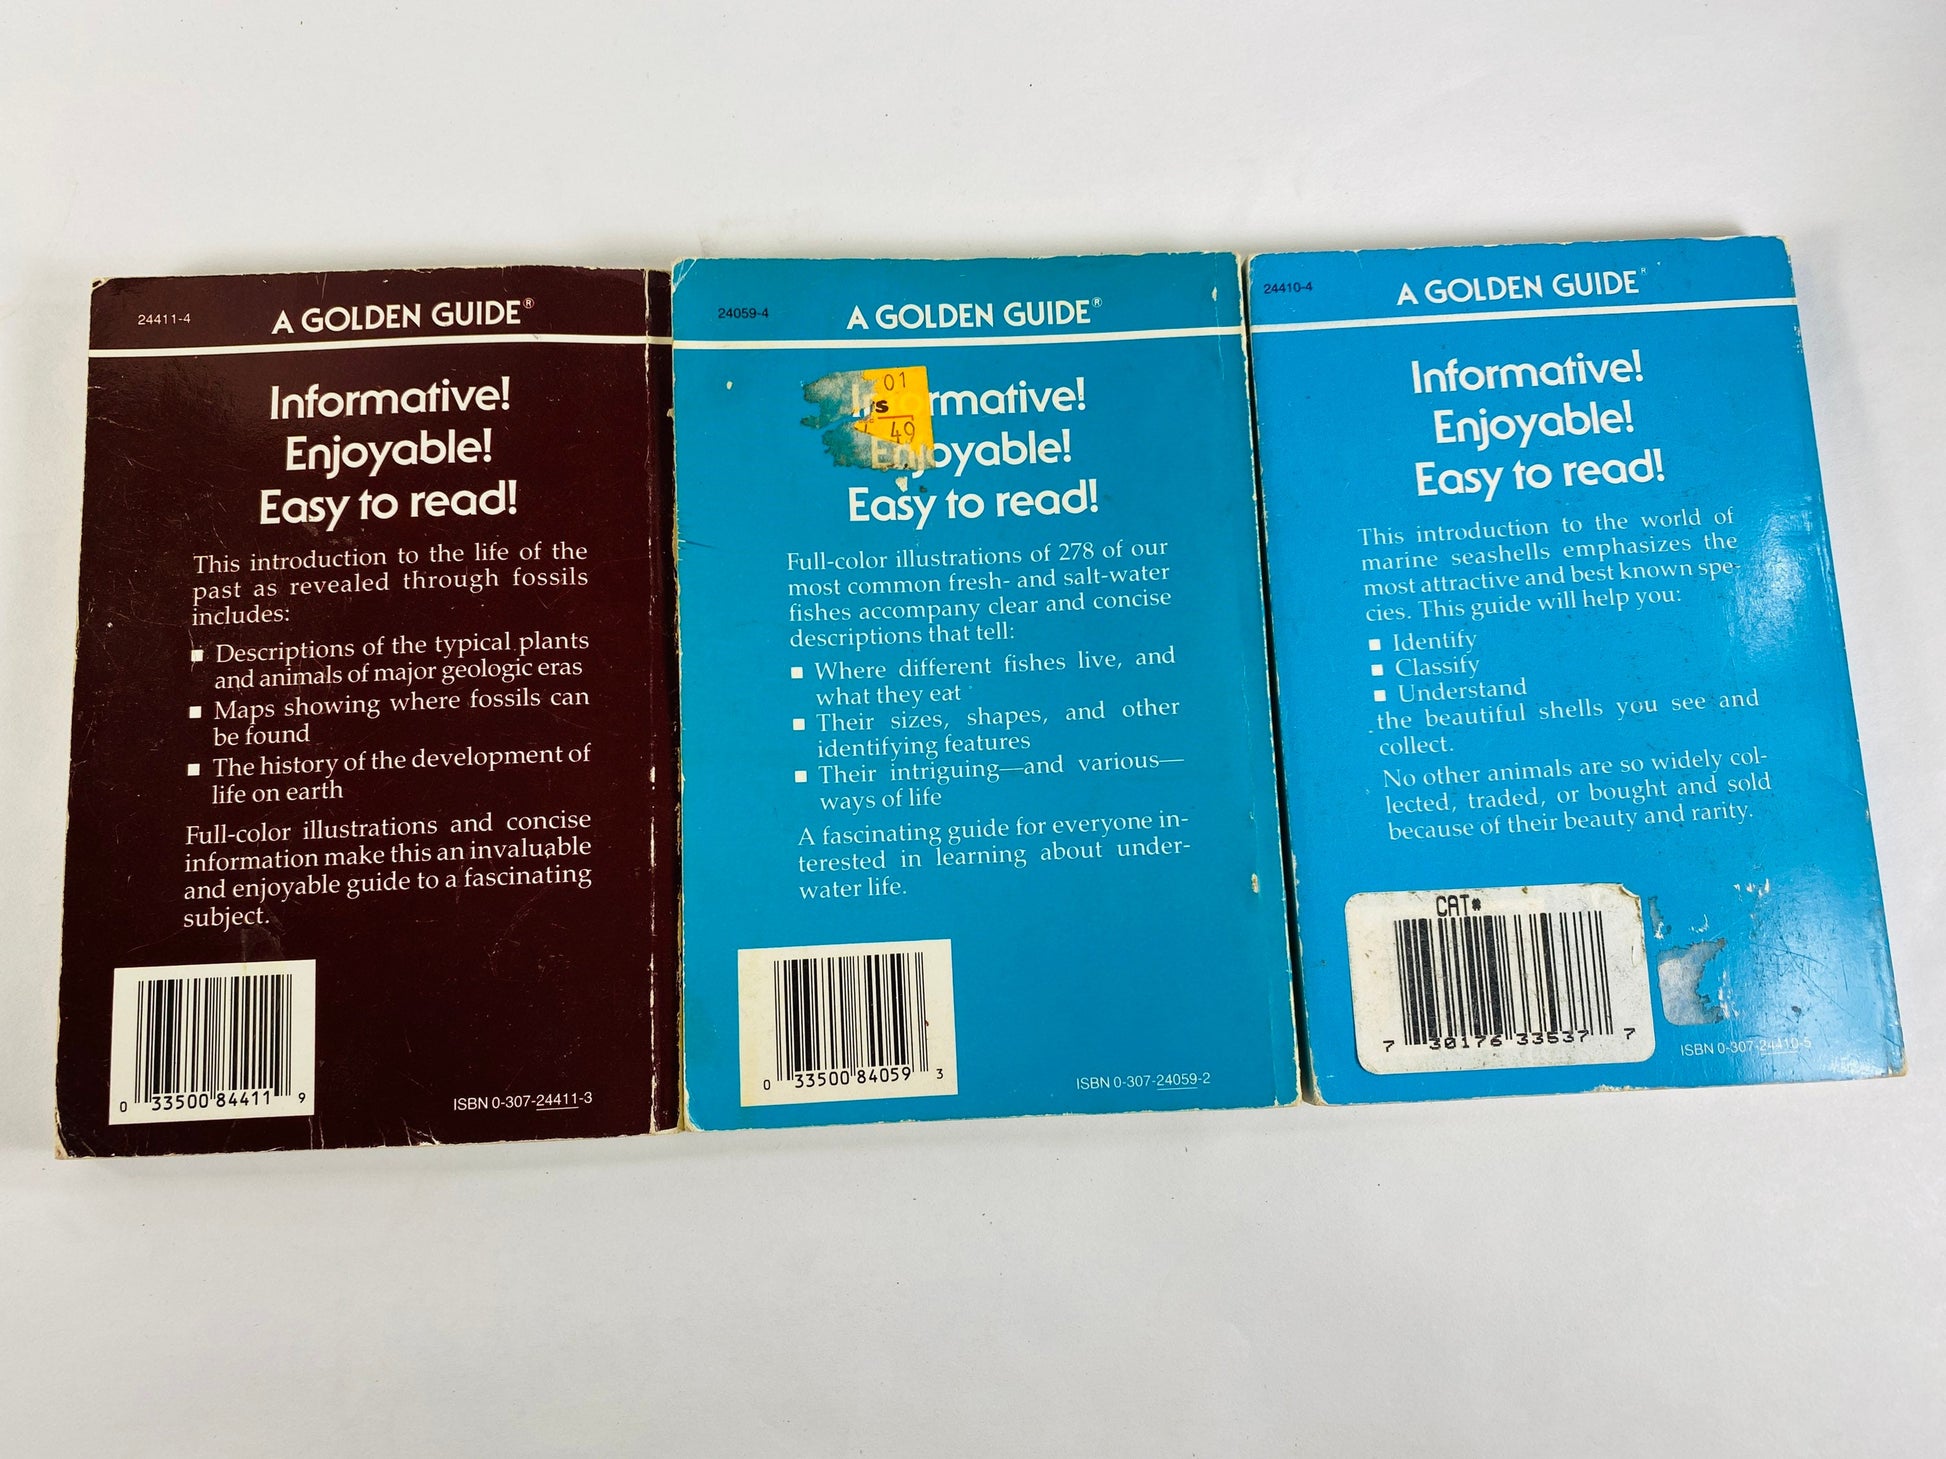 24411-4
A GOLDEN GUIDE®
Informative!
Enjoyable!
Easy to read!
This introduction to the life of the
past as revealed through fossils
includes:
■ Descriptions of the typical plants
and animals of major geologic eras
■ Maps showing where fossils can
be found
■ The history of the development of
life on earth
Full-color illustrations and concise
information make this an invaluable
and enjoyable guide to a fascinating
subject.
0 33500 84411 9
ISBN 0-307-24411-3
24059-4
A GOLDEN GUIDE®
01
s
49
rmative!
Enjoyable!
Easy to read!
Full-color illustrations of 278 of our
most common fresh- and salt-water
fishes accompany clear and concise
descriptions that tell:
■ Where different fishes live, and
what they eat
■ Their sizes, shapes, and other
identifying features
■ Their intriguing—and various—
ways of life
A fascinating guide for everyone in-
terested in learning about under-
water life.
0 33500 84059 3
ISBN 0-307-24059-2
24410-4
A GOLDEN GUIDE®
Informative!
Enjoyable!
Easy to read!
This introduction to the world of
marine seashells emphasizes the
most attractive and best known spe-
cies. This guide will help you:
■ Identify
■ Classify
■ Understand
the beautiful shells you see and
collect.
No other animals are so widely col-
lected, traded, or bought and sold
because of their beauty and rarity.
CAT#
7 30176 33537 7
ISBN 0-307-24410-5